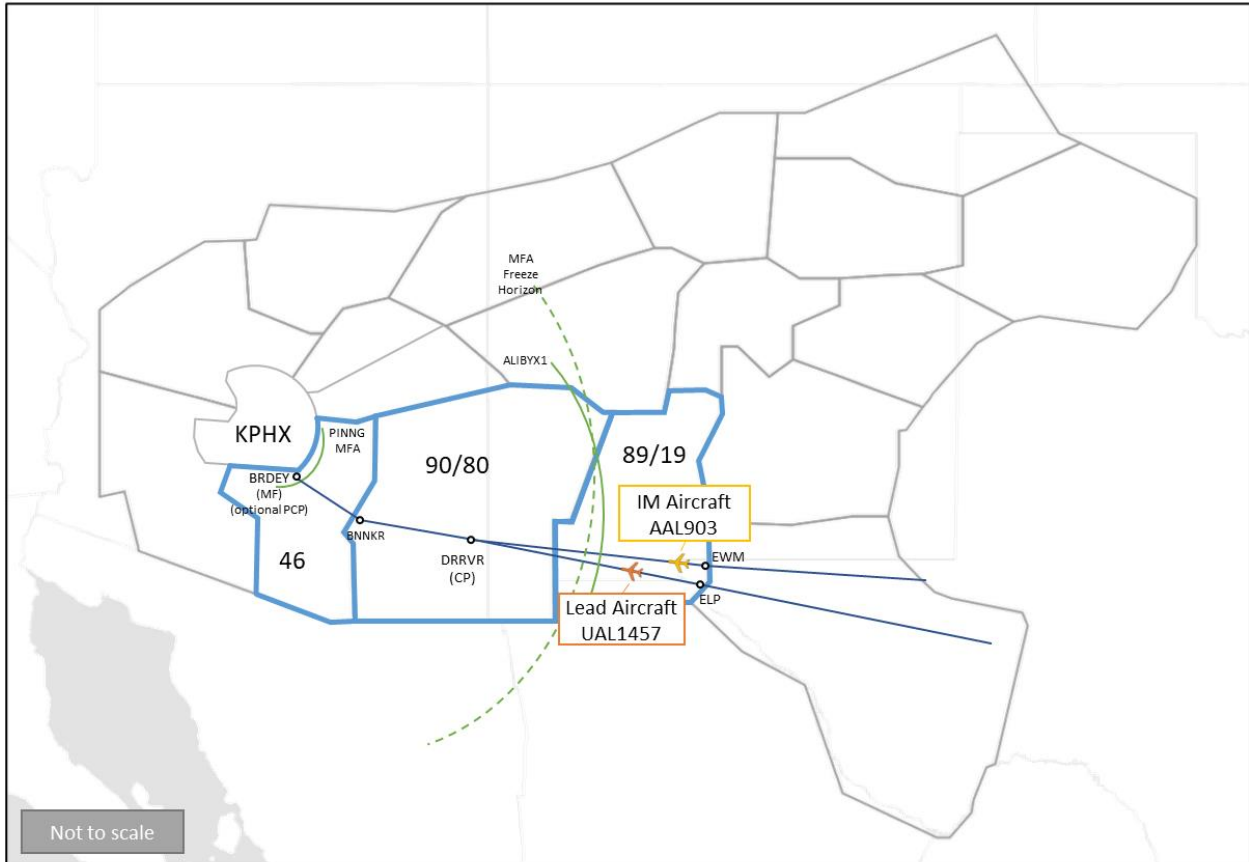 MFA
Freeze
Horizon
ALIBYX1
KPHX
PINNG
MFA
90/80
89/19
BRDEY
(MF)
(optional PCP)
IM Aircraft
AAL903
BNNKR
46
DRRVR
(CP)
EWM
ELP
Lead Aircraft
UAL1457
Not to scale